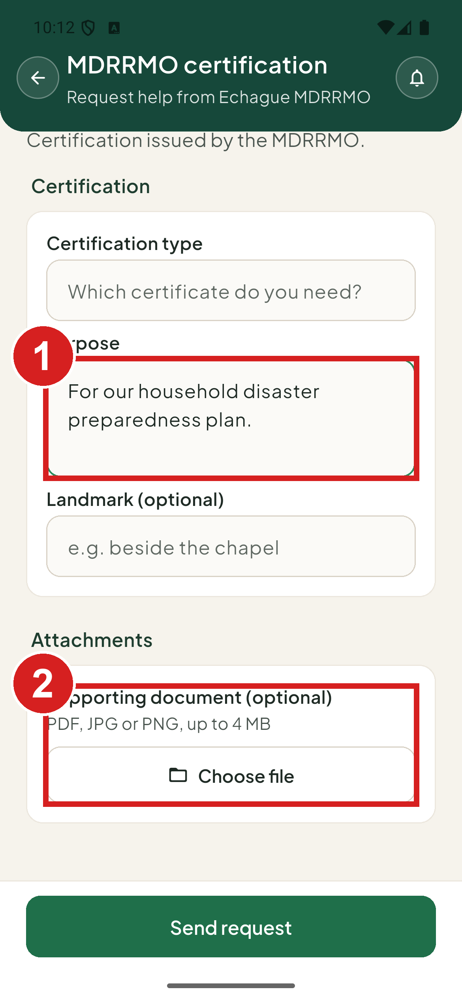 10:12
MDRRMO certification
Request help from Echague MDRRMO
Certification issued by the MDRRMO.
Certification
Certification type
Which certificate do you need?
1
rpose
For our household disaster
preparedness plan.
Landmark (optional)
e.g. beside the chapel
Attachments
2
pporting document (optional)
PDF, JPG or PNG, up to 4 MB
Choose file
Send request